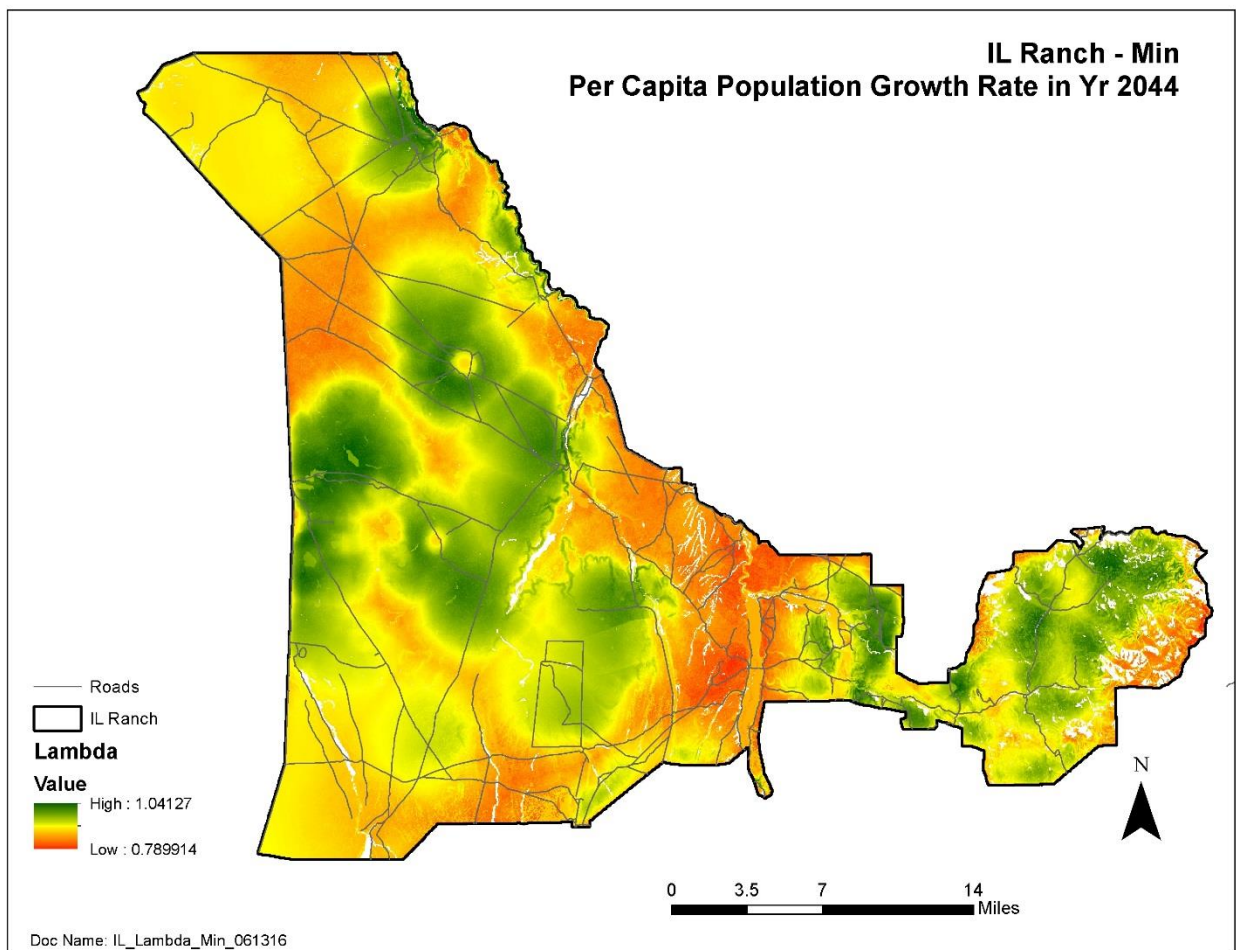 IL Ranch - Min
Per Capita Population Growth Rate in Yr 2044
Roads
IL Ranch
Lambda
Value
High : 1.04127
Low : 0.789914
N
0 3.5 7 14
Miles
Doc Name: IL_Lambda_Min_061316